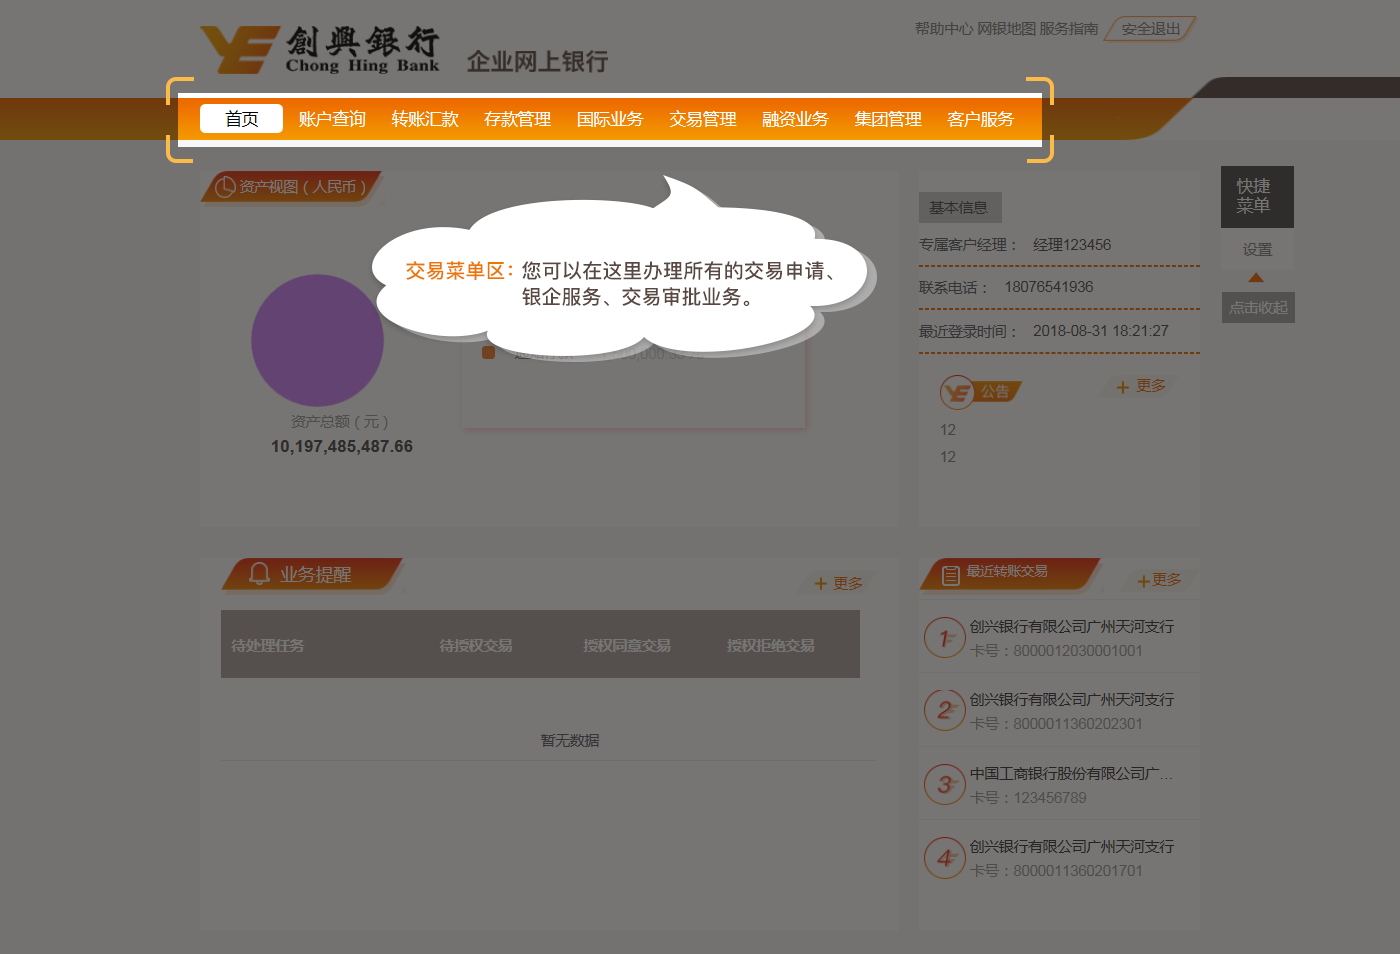 創興銀行
Chong Hing Bank
企业网上银行
帮助中心 网银地图 服务指南 安全退出
首页 账户查询 转账汇款 存款管理 国际业务 交易管理 融资业务 集团管理 客户服务
资产视图（人民币）
交易菜单区：您可以在这里办理所有的交易申请、
银企服务、交易审批业务。
资产总额（元）
10,197,485,487.66
基本信息
专属客户经理： 经理123456
联系电话： 18076541936
最近登录时间： 2018-08-31 18:21:27
公告
更多
12
12
快捷
菜单
设置
点击收起
业务提醒
更多
待处理任务 待授权交易 授权同意交易 授权拒绝交易
暂无数据
最近转账交易
更多
1
创兴银行有限公司广州天河支行
卡号：8000012030001001
2
创兴银行有限公司广州天河支行
卡号：8000011360202301
3
中国工商银行股份有限公司广...
卡号：123456789
4
创兴银行有限公司广州天河支行
卡号：8000011360201701